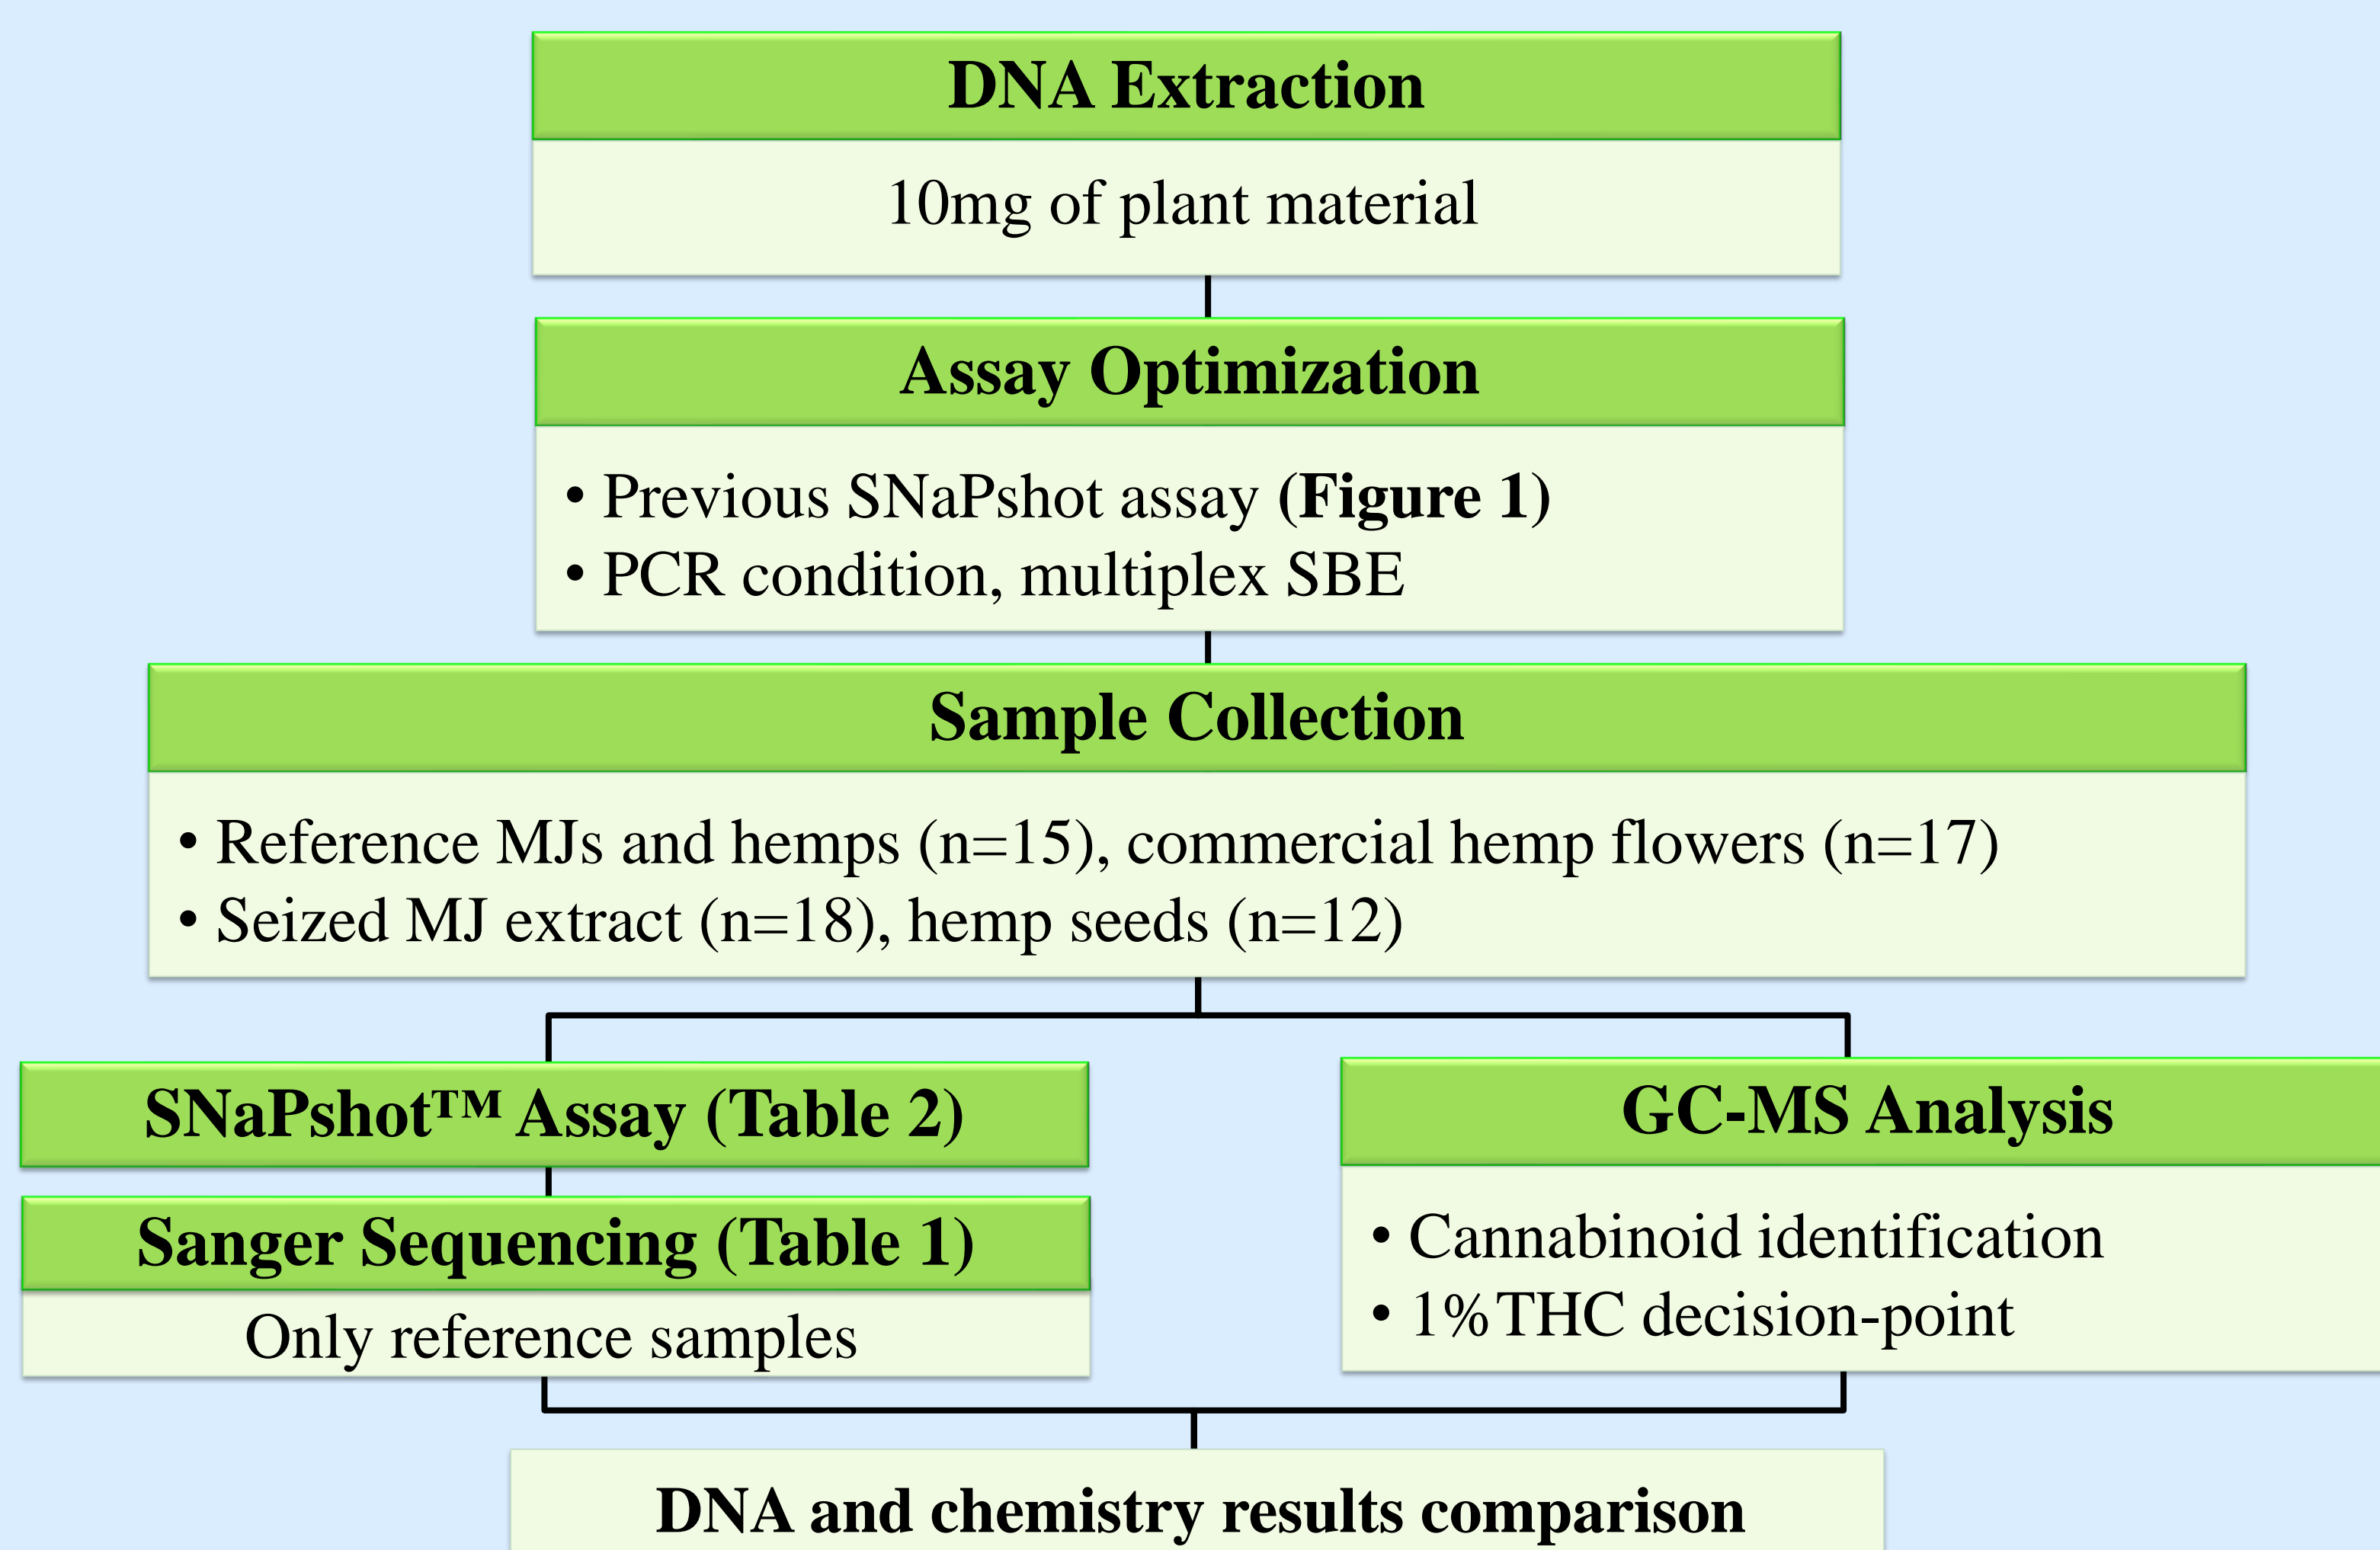 DNA Extraction
10mg of plant material
Assay Optimization
• Previous SNaPshot assay (Figure 1)
• PCR condition, multiplex SBE
Sample Collection
• Reference MJs and hemps (n=15), commercial hemp flowers (n=17)
• Seized MJ extract (n=18), hemp seeds (n=12)
SNaPshot™ Assay (Table 2)
Sanger Sequencing (Table 1)
Only reference samples
GC-MS Analysis
• Cannabinoid identification
• 1%THC decision-point
DNA and chemistry results comparison